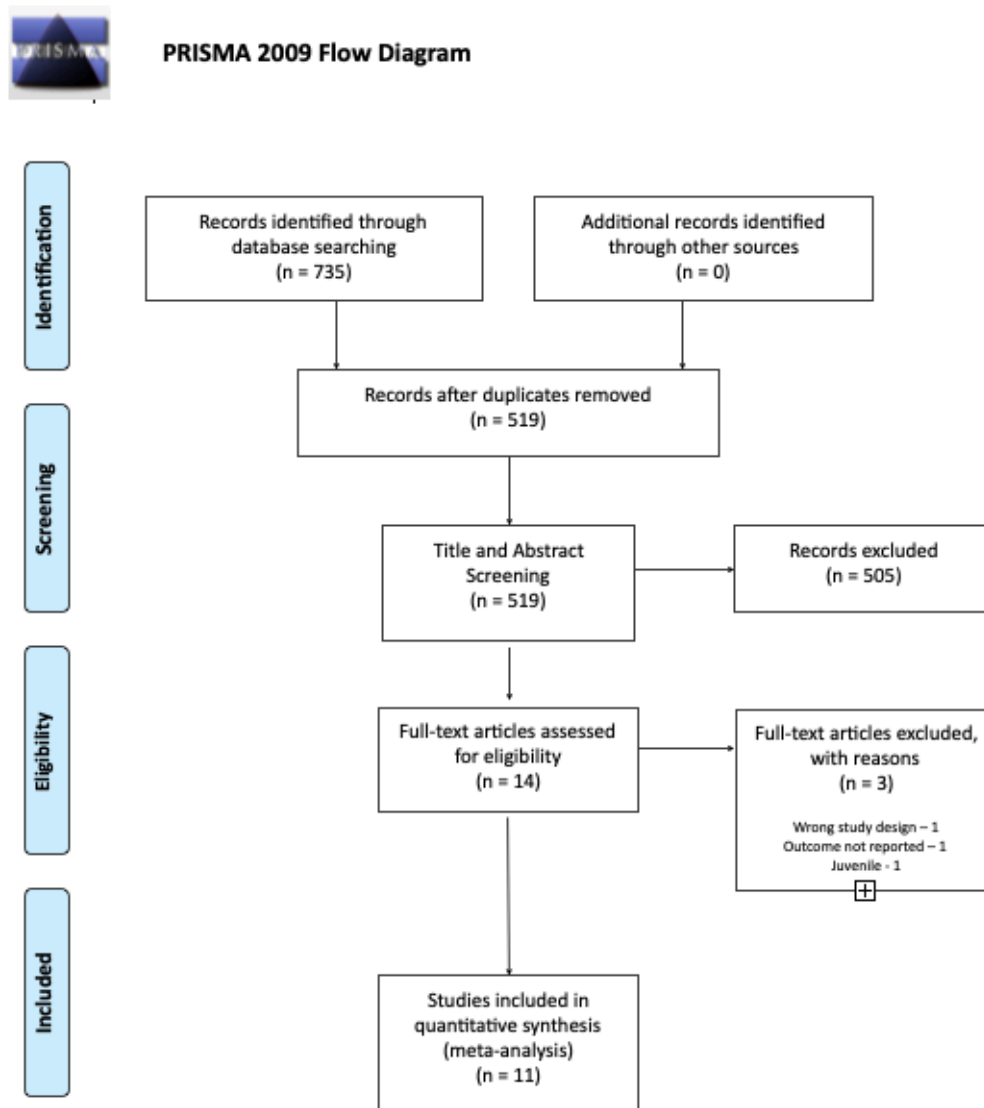 PRISMA
PRISMA 2009 Flow Diagram
Identification
Records identified through
database searching
(n = 735)
Additional records identified
through other sources
(n = 0)
Records after duplicates removed
(n = 519)
Screening
Title and Abstract
Screening
(n = 519)
Records excluded
(n = 505)
Eligibility
Full-text articles assessed
for eligibility
(n = 14)
Full-text articles excluded,
with reasons
(n = 3)
Wrong study design – 1
Outcome not reported – 1
Juvenile - 1
Included
Studies included in
quantitative synthesis
(meta-analysis)
(n = 11)